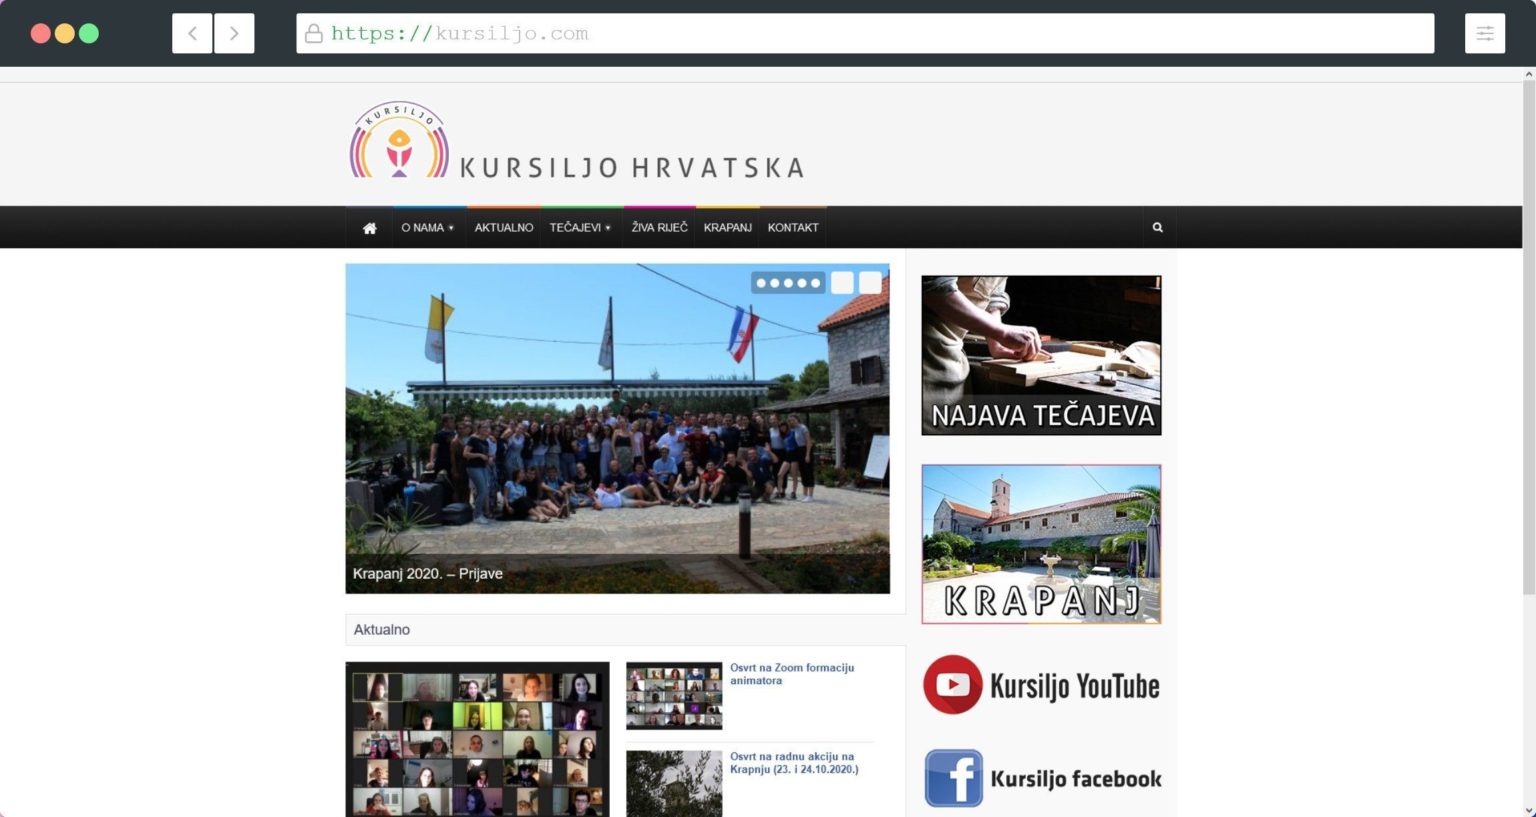 https://kursiljo.com
KURSILJO
KURSILJO HRVATSKA
O NAMA
AKTUALNO
TEČAJEVI
ŽIVA RIJEČ
KRAPANJ
KONTAKT
Krapanj 2020. – Prijave
NAJAVA TEČAJEVA
KRAPANJ
Aktualno
Osvrt na Zoom formaciju
animatora
Osvrt na radnu akciju na
Krapnju (23. i 24.10.2020.)
Kursiljo YouTube
Kursiljo facebook